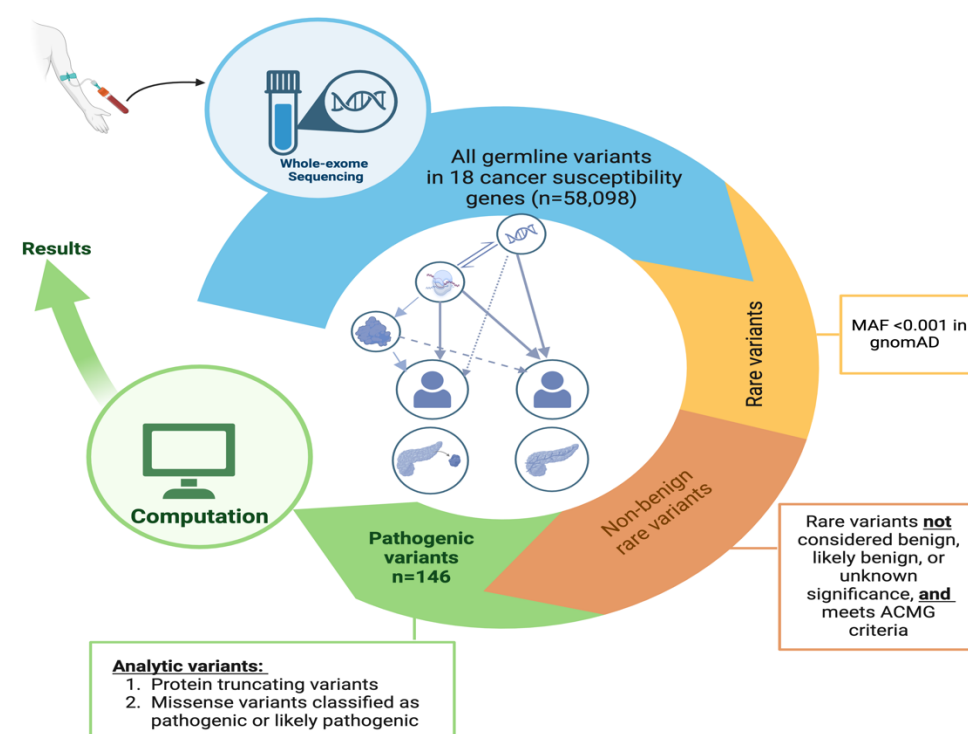 Whole-exome
Sequencing
All germline variants
in 18 cancer susceptibility
genes (n=58,098)
Results
Rare variants
MAF <0.001 in
gnomAD
Non-benign
rare variants
Rare variants not
considered benign,
likely benign, or
unknown
significance, and
meets ACMG
criteria
Computation
Pathogenic
variants
n=146
Analytic variants:
1. Protein truncating variants
2. Missense variants classified as
pathogenic or likely pathogenic